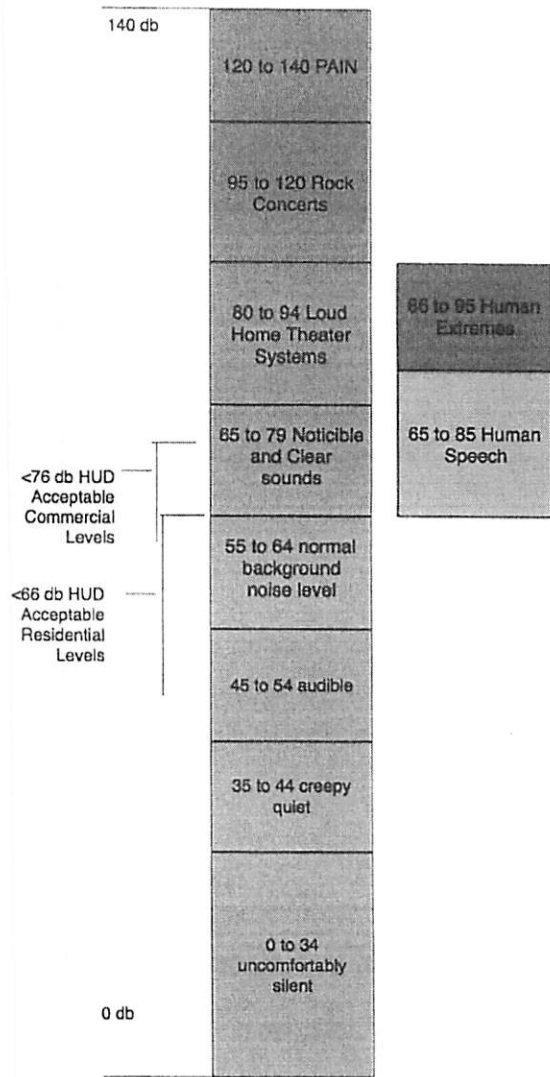 140 db
120 to 140 PAIN
95 to 120 Rock
Concerts
80 to 94 Loud
Home Theater
Systems
86 to 95 Human
Extremes
65 to 79 Noticible
and Clear
sounds
65 to 85 Human
Speech
<76 db HUD
Acceptable
Commercial
Levels
55 to 64 normal
background
noise level
<66 db HUD
Acceptable
Residential
Levels
45 to 54 audible
35 to 44 creepy
quiet
0 to 34
uncomfortably
silent
0 db